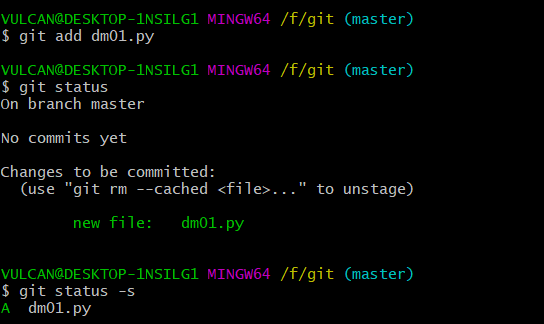 VULCAN@DESKTOP-1NSILG1 MINGW64 /f/git (master)
$ git add dm01.py
VULCAN@DESKTOP-1NSILG1 MINGW64 /f/git (master)
$ git status
On branch master
No commits yet
Changes to be committed:
  (use "git rm --cached <file>..." to unstage)
        new file:   dm01.py
VULCAN@DESKTOP-1NSILG1 MINGW64 /f/git (master)
$ git status -s
A  dm01.py